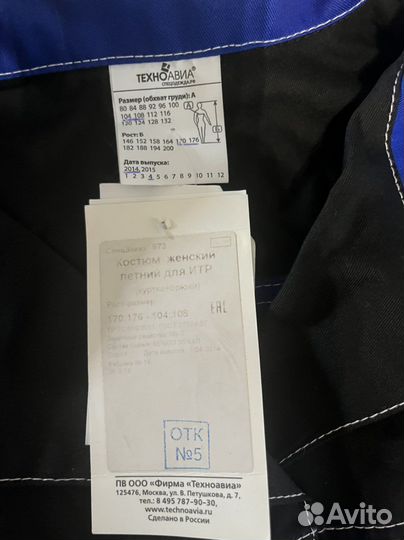 ТЕХНОАВИА®
СПЕЦОДЕЖДА.РФ
Размер (обхват груди): А
80 84 88 92 96 100
104 108 112 116
120 124 128 132 -
Рост: Б
146 152 158 164 170 176
182 188 194 200
Дата выпуска:
2014, 2015
1 2 3 4 5 6 7 8 9 10 11 12
А
Б
973
костюм женский
летний для ИТР
(куртка+брюки)
170.176 - 104.108
EAC
ОТК
№5
ПВ ООО «Фирма «Техноавиа»
125476, Москва, ул. В. Петушкова, д. 7,
тел. 8 495 787-90-30,
www.technoavia.ru
Сделано в России
Avito